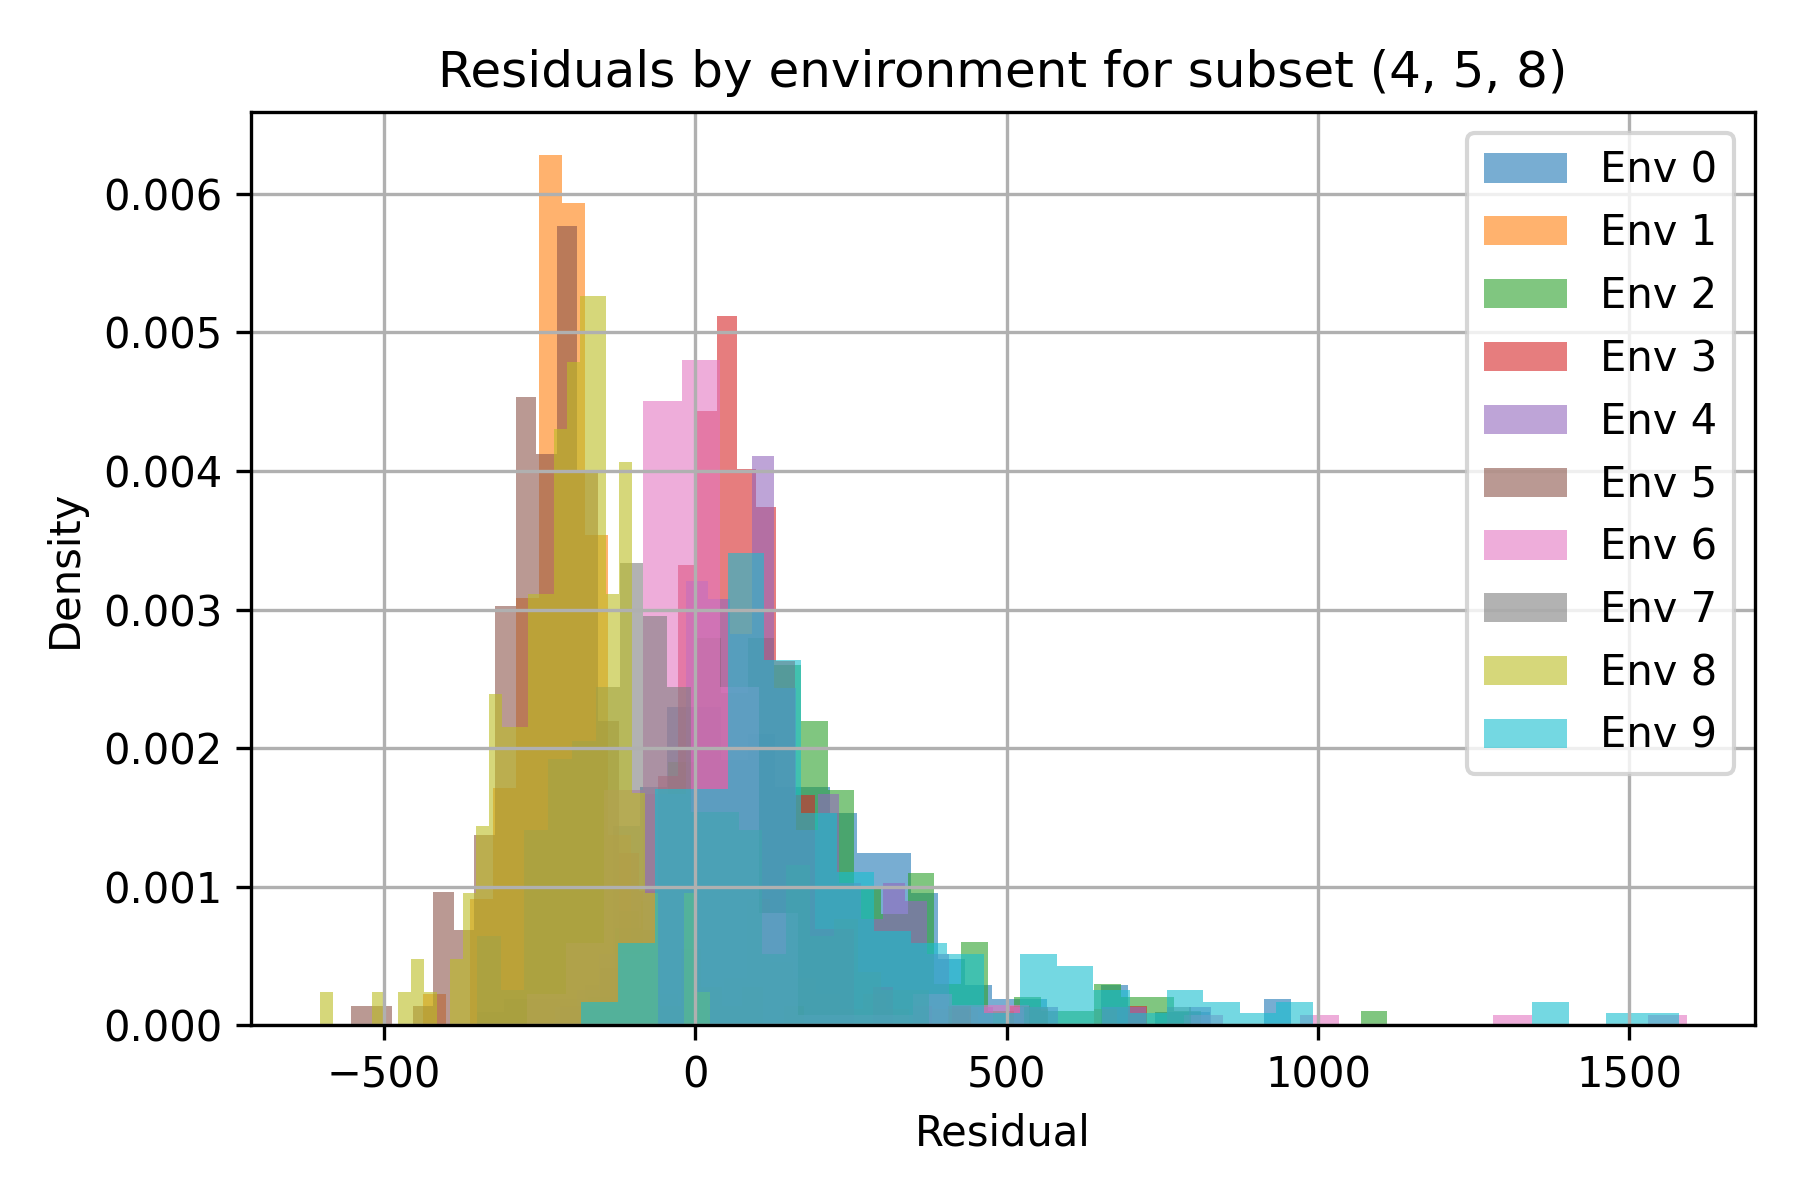 Residuals by environment for subset (4, 5, 8)
Env 0
Env 1
Env 2
Env 3
Env 4
Env 5
Env 6
Env 7
Env 8
Env 9
0.006
0.005
0.004
0.003
0.002
0.001
0.000
Density
−500
0
500
1000
1500
Residual